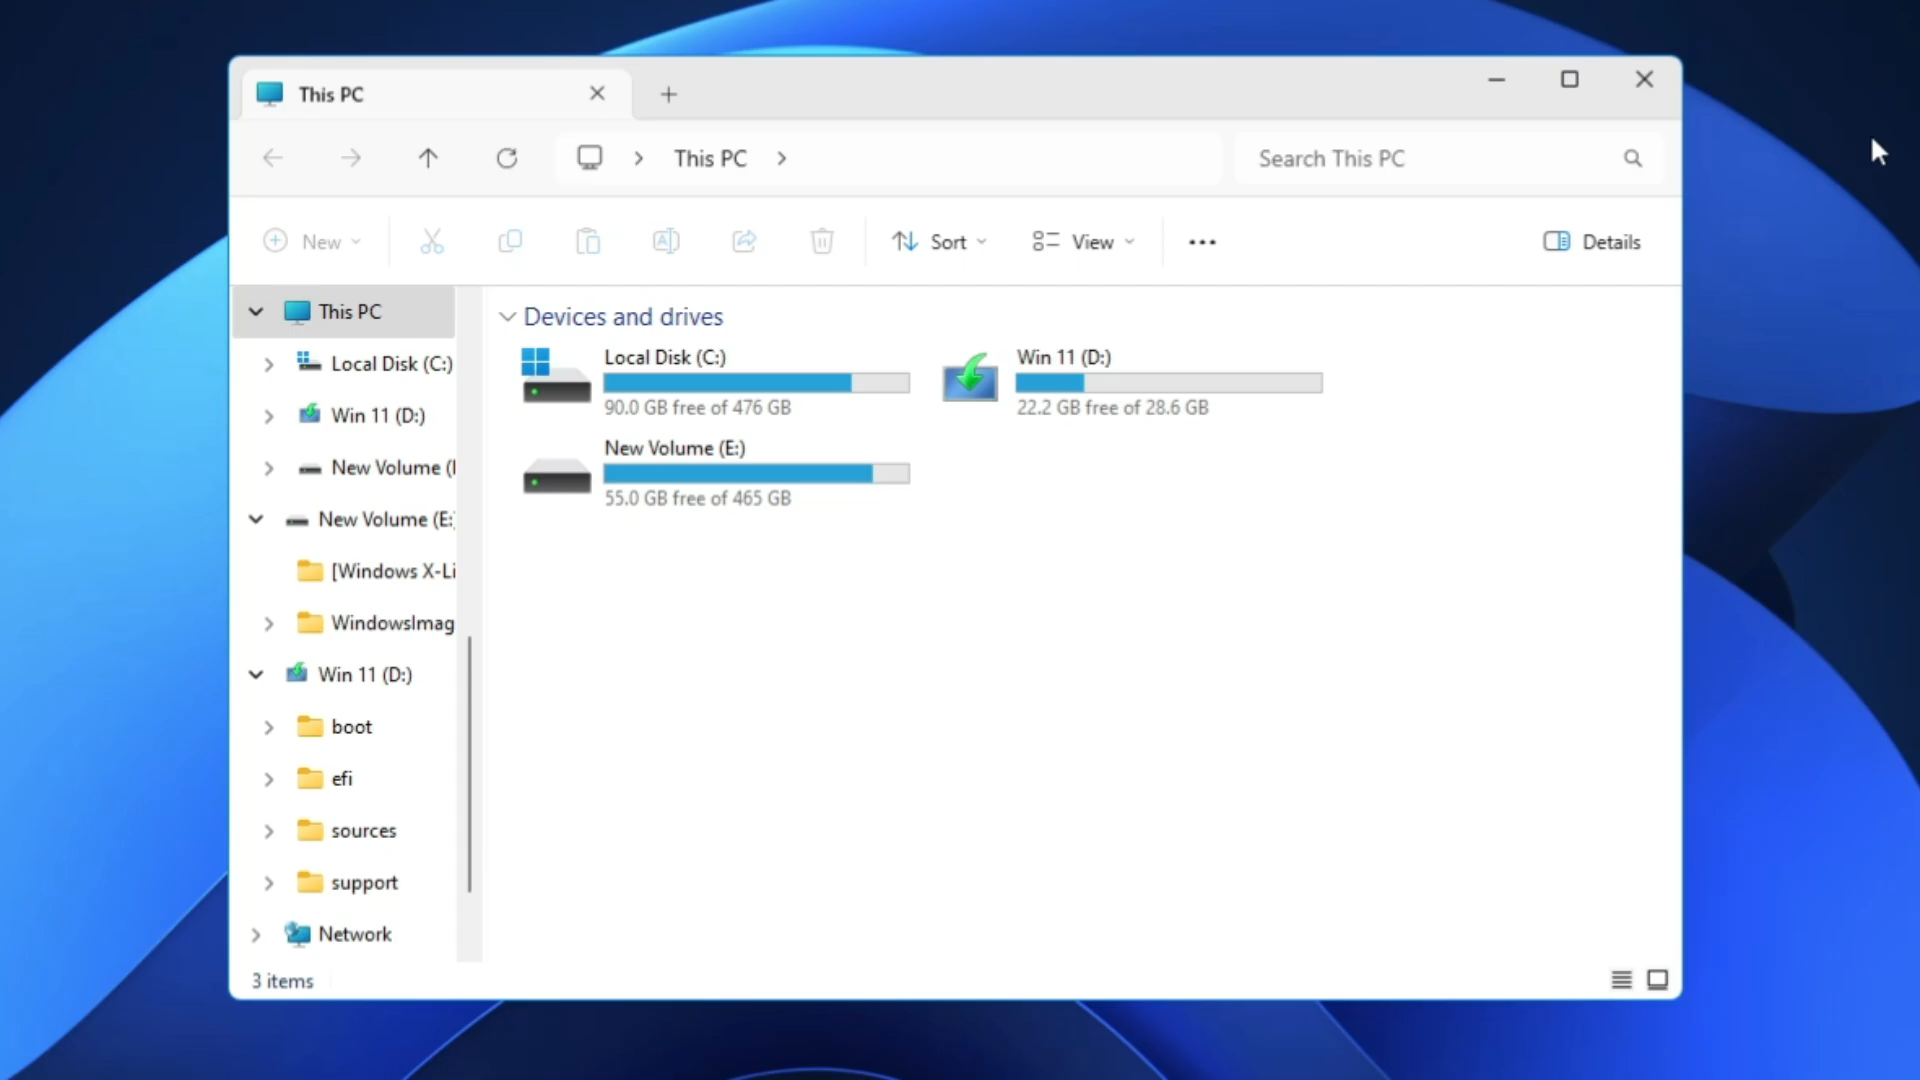 This PC
This PC
Search This PC
New
Sort
View
Details
This PC
Local Disk (C:)
Win 11 (D:)
New Volume (
New Volume (E:
[Windows X-Li
WindowsImag
Win 11 (D:)
boot
efi
sources
support
Network
Devices and drives
Local Disk (C:)
90.0 GB free of 476 GB
Win 11 (D:)
22.2 GB free of 28.6 GB
New Volume (E:)
55.0 GB free of 465 GB
3 items